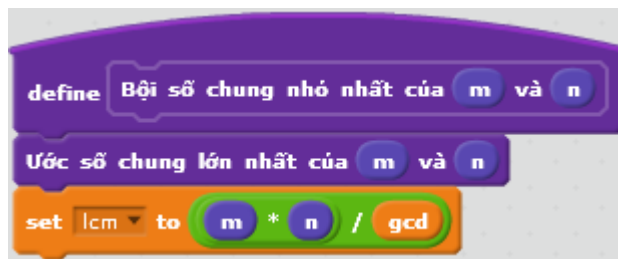 define Bội số chung nhỏ nhất của m và n
Ước số chung lớn nhất của m và n
set lcm to m * n / gcd